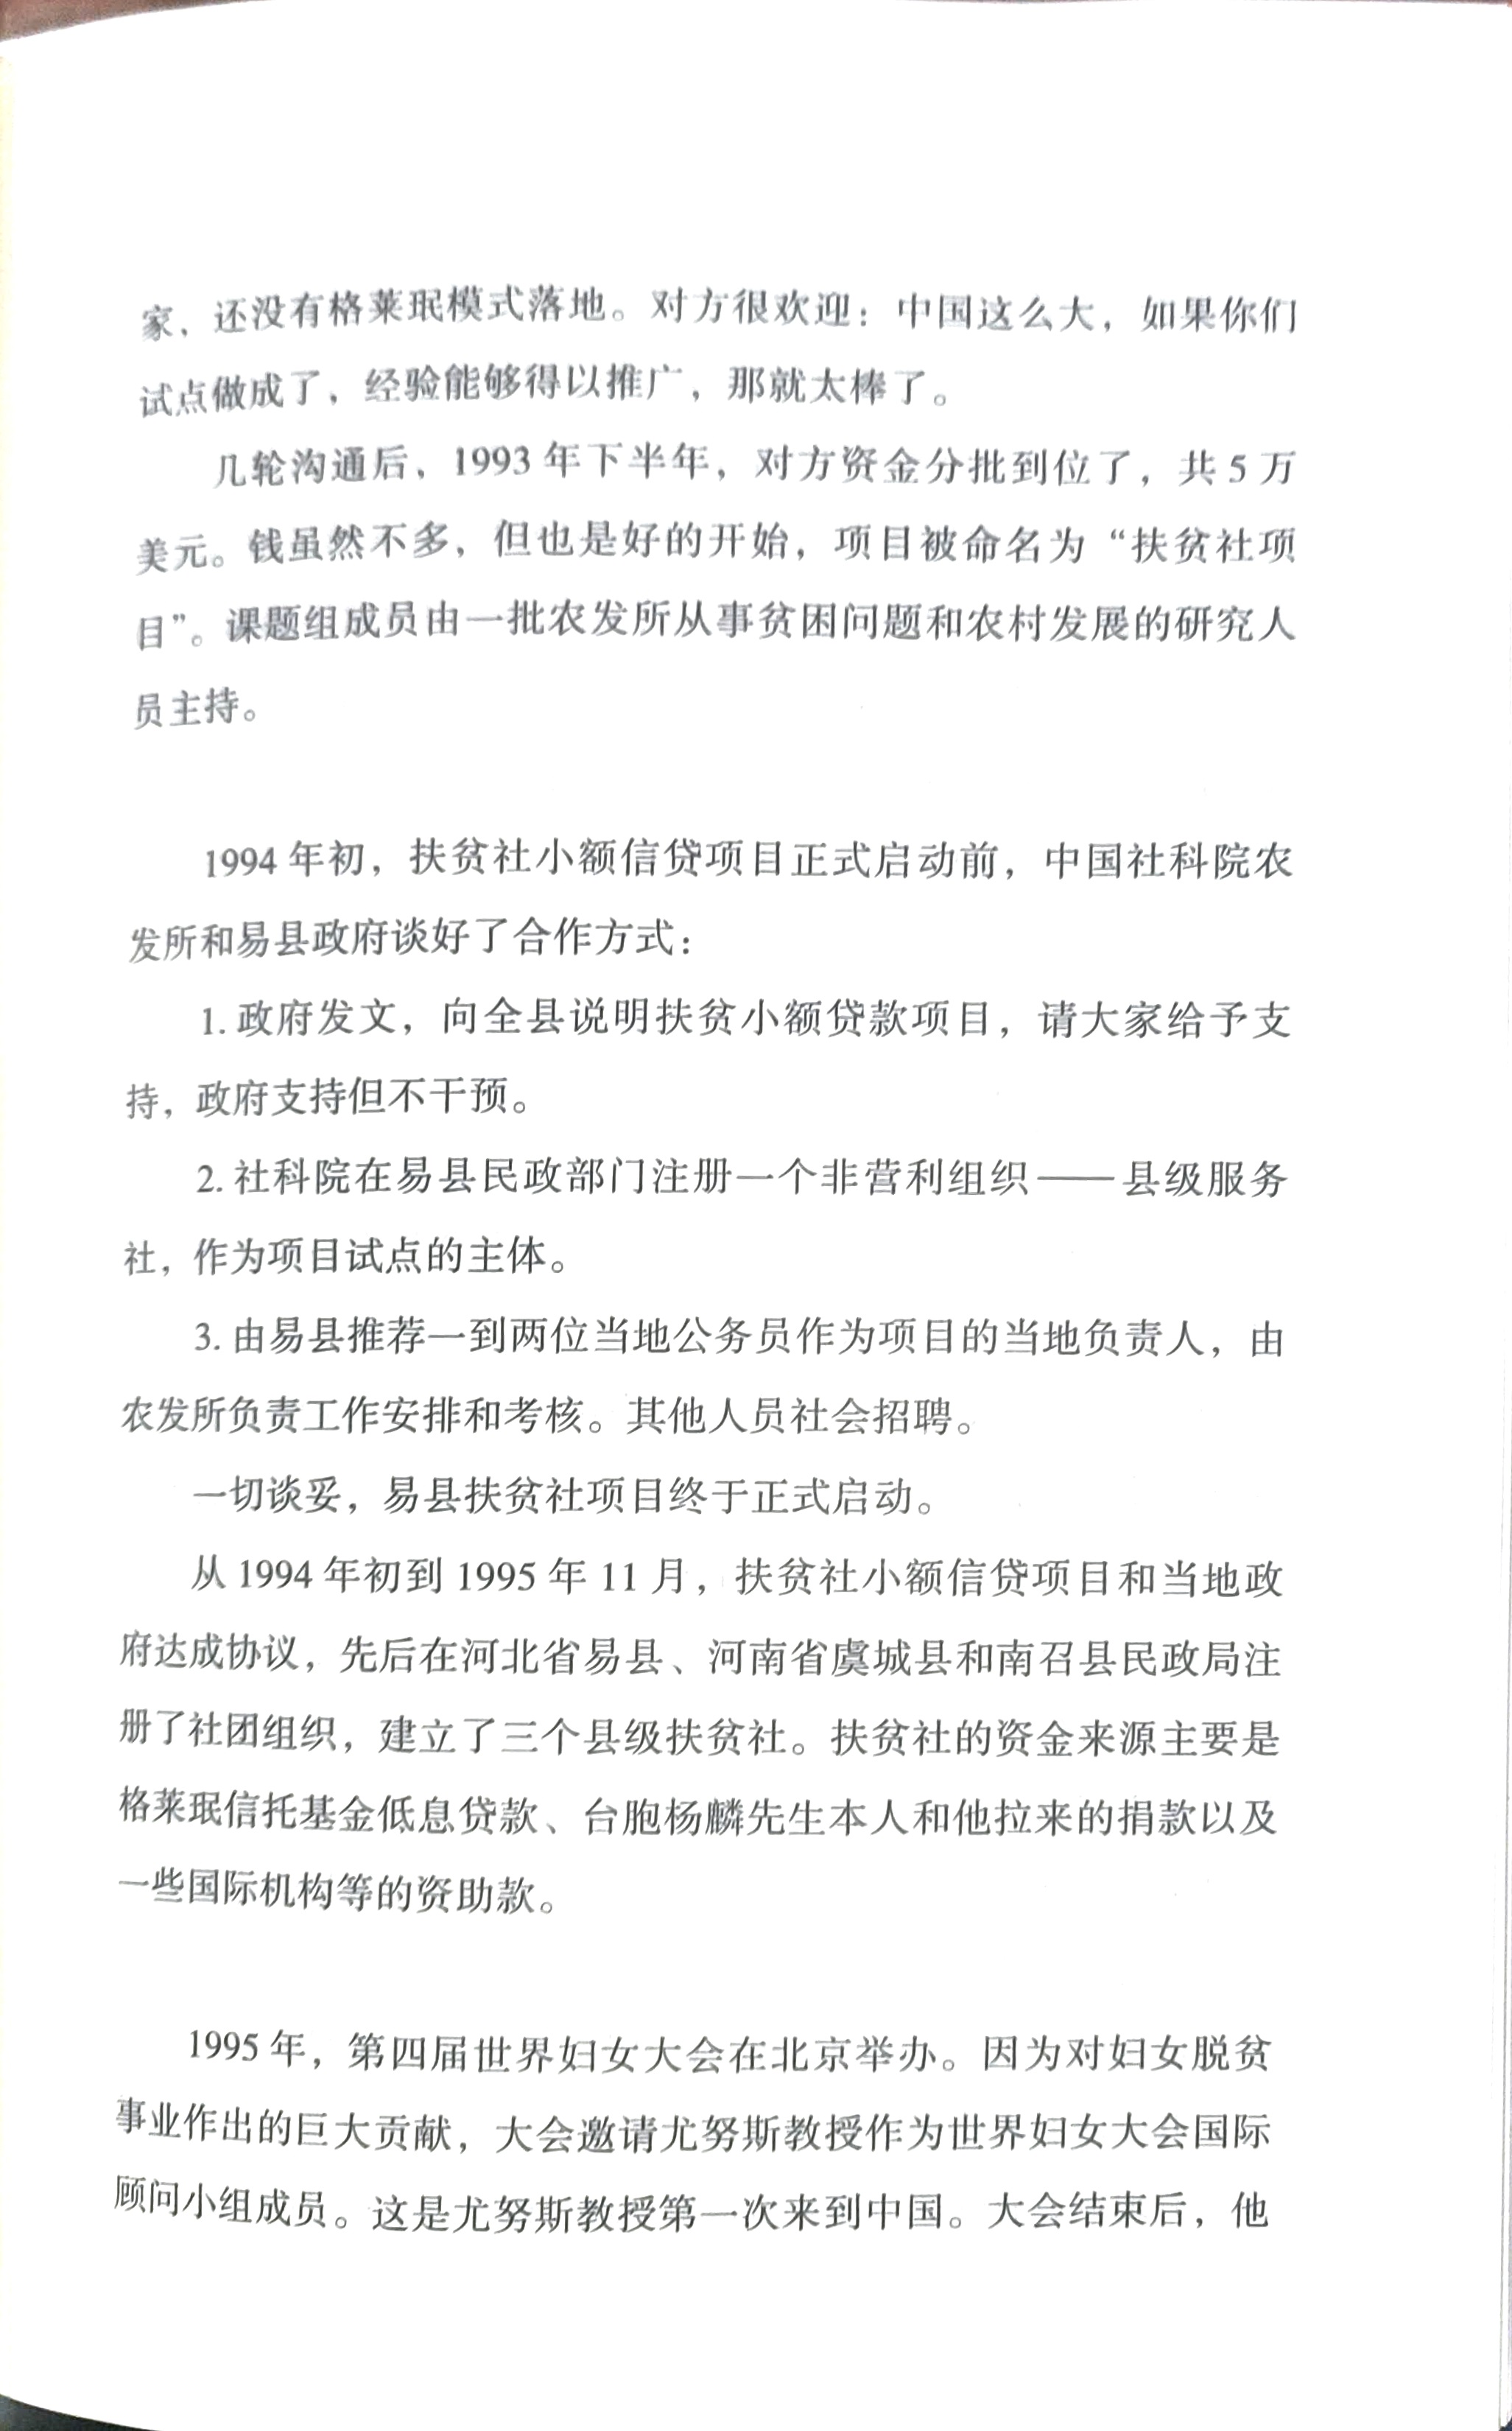 家，还没有格莱珉模式落地。对方很欢迎：中国这么大，如果你们
试点做成了，经验能够得以推广，那就太棒了。
几轮沟通后，1993 年下半年，对方资金分批到位了，共 5 万
美元。钱虽然不多，但也是好的开始，项目被命名为“扶贫社项
目”。课题组成员由一批农发所从事贫困问题和农村发展的研究人
员主持。
1994 年初，扶贫社小额信贷项目正式启动前，中国社科院农
发所和易县政府谈好了合作方式：
1. 政府发文，向全县说明扶贫小额贷款项目，请大家给予支
持，政府支持但不干预。
2. 社科院在易县民政部门注册一个非营利组织——县级服务
社，作为项目试点的主体。
3. 由易县推荐一到两位当地公务员作为项目的当地负责人，由
农发所负责工作安排和考核。其他人员社会招聘。
一切谈妥，易县扶贫社项目终于正式启动。
从 1994 年初到 1995 年 11 月，扶贫社小额信贷项目和当地政
府达成协议，先后在河北省易县、河南省虞城县和南召县民政局注
册了社团组织，建立了三个县级扶贫社。扶贫社的资金来源主要是
格莱珉信托基金低息贷款、台胞杨麟先生本人和他拉来的捐款以及
一些国际机构等的资助款。
1995 年，第四届世界妇女大会在北京举办。因为对妇女脱贫
事业作出的巨大贡献，大会邀请尤努斯教授作为世界妇女大会国际
顾问小组成员。这是尤努斯教授第一次来到中国。大会结束后，他